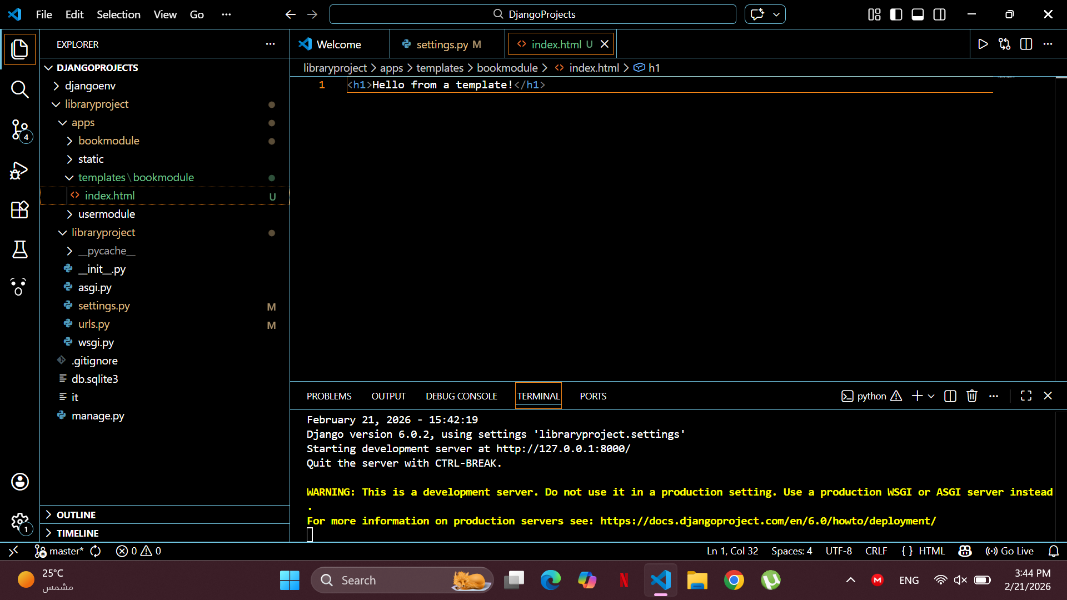 File Edit Selection View Go ··· DjangoProjects
EXPLORER ···
Welcome settings.py M index.html U
DJANGOPROJECTS
djangoenv
libraryproject
apps
bookmodule
static
templates \ bookmodule
index.html U
usermodule
libraryproject
__pycache__
__init__.py
asgi.py
settings.py M
urls.py M
wsgi.py
.gitignore
db.sqlite3
it
manage.py
OUTLINE
TIMELINE
4
1
libraryproject > apps > templates > bookmodule > index.html > h1
1 <h1>Hello from a template!</h1>
PROBLEMS OUTPUT DEBUG CONSOLE TERMINAL PORTS python
February 21, 2026 - 15:42:19
Django version 6.0.2, using settings 'libraryproject.settings'
Starting development server at http://127.0.0.1:8000/
Quit the server with CTRL-BREAK.
WARNING: This is a development server. Do not use it in a production setting. Use a production WSGI or ASGI server instead
.
For more information on production servers see: https://docs.djangoproject.com/en/6.0/howto/deployment/
master* 0 0 Ln 1, Col 32 Spaces: 4 UTF-8 CRLF { } HTML Go Live
25°C
مشمس
Search
ENG
3:44 PM
2/21/2026